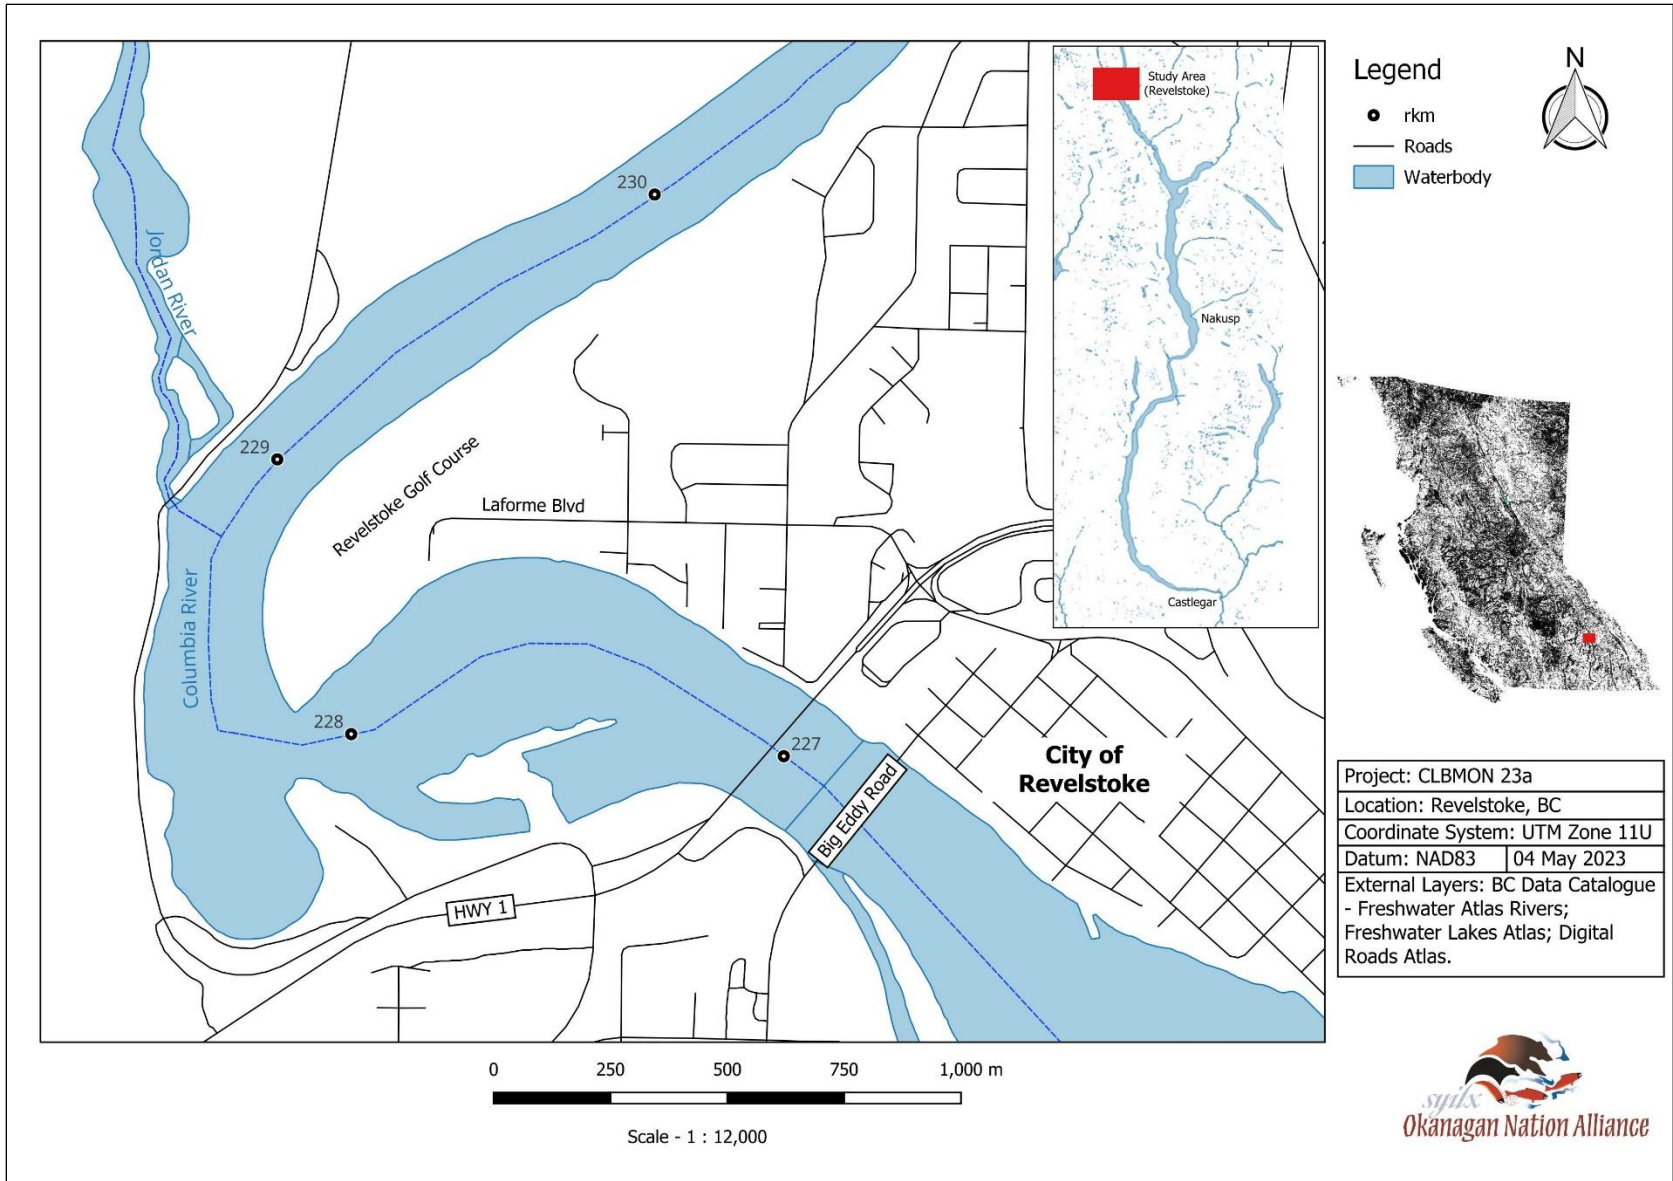 230
Jordan River
229
Revelstoke Golf Course
Laforme Blvd
Columbia River
228
227
City of
Revelstoke
Big Eddy Road
HWY 1
Study Area
(Revelstoke)
Nakusp
Castlegar
Legend
rkm
Roads
Waterbody
N
Project: CLBMON 23a
Location: Revelstoke, BC
Coordinate System: UTM Zone 11U
Datum: NAD83 04 May 2023
External Layers: BC Data Catalogue
- Freshwater Atlas Rivers;
Freshwater Lakes Atlas; Digital
Roads Atlas.
0 250 500 750 1,000 m
Scale - 1 : 12,000
syilx
Okanagan Nation Alliance